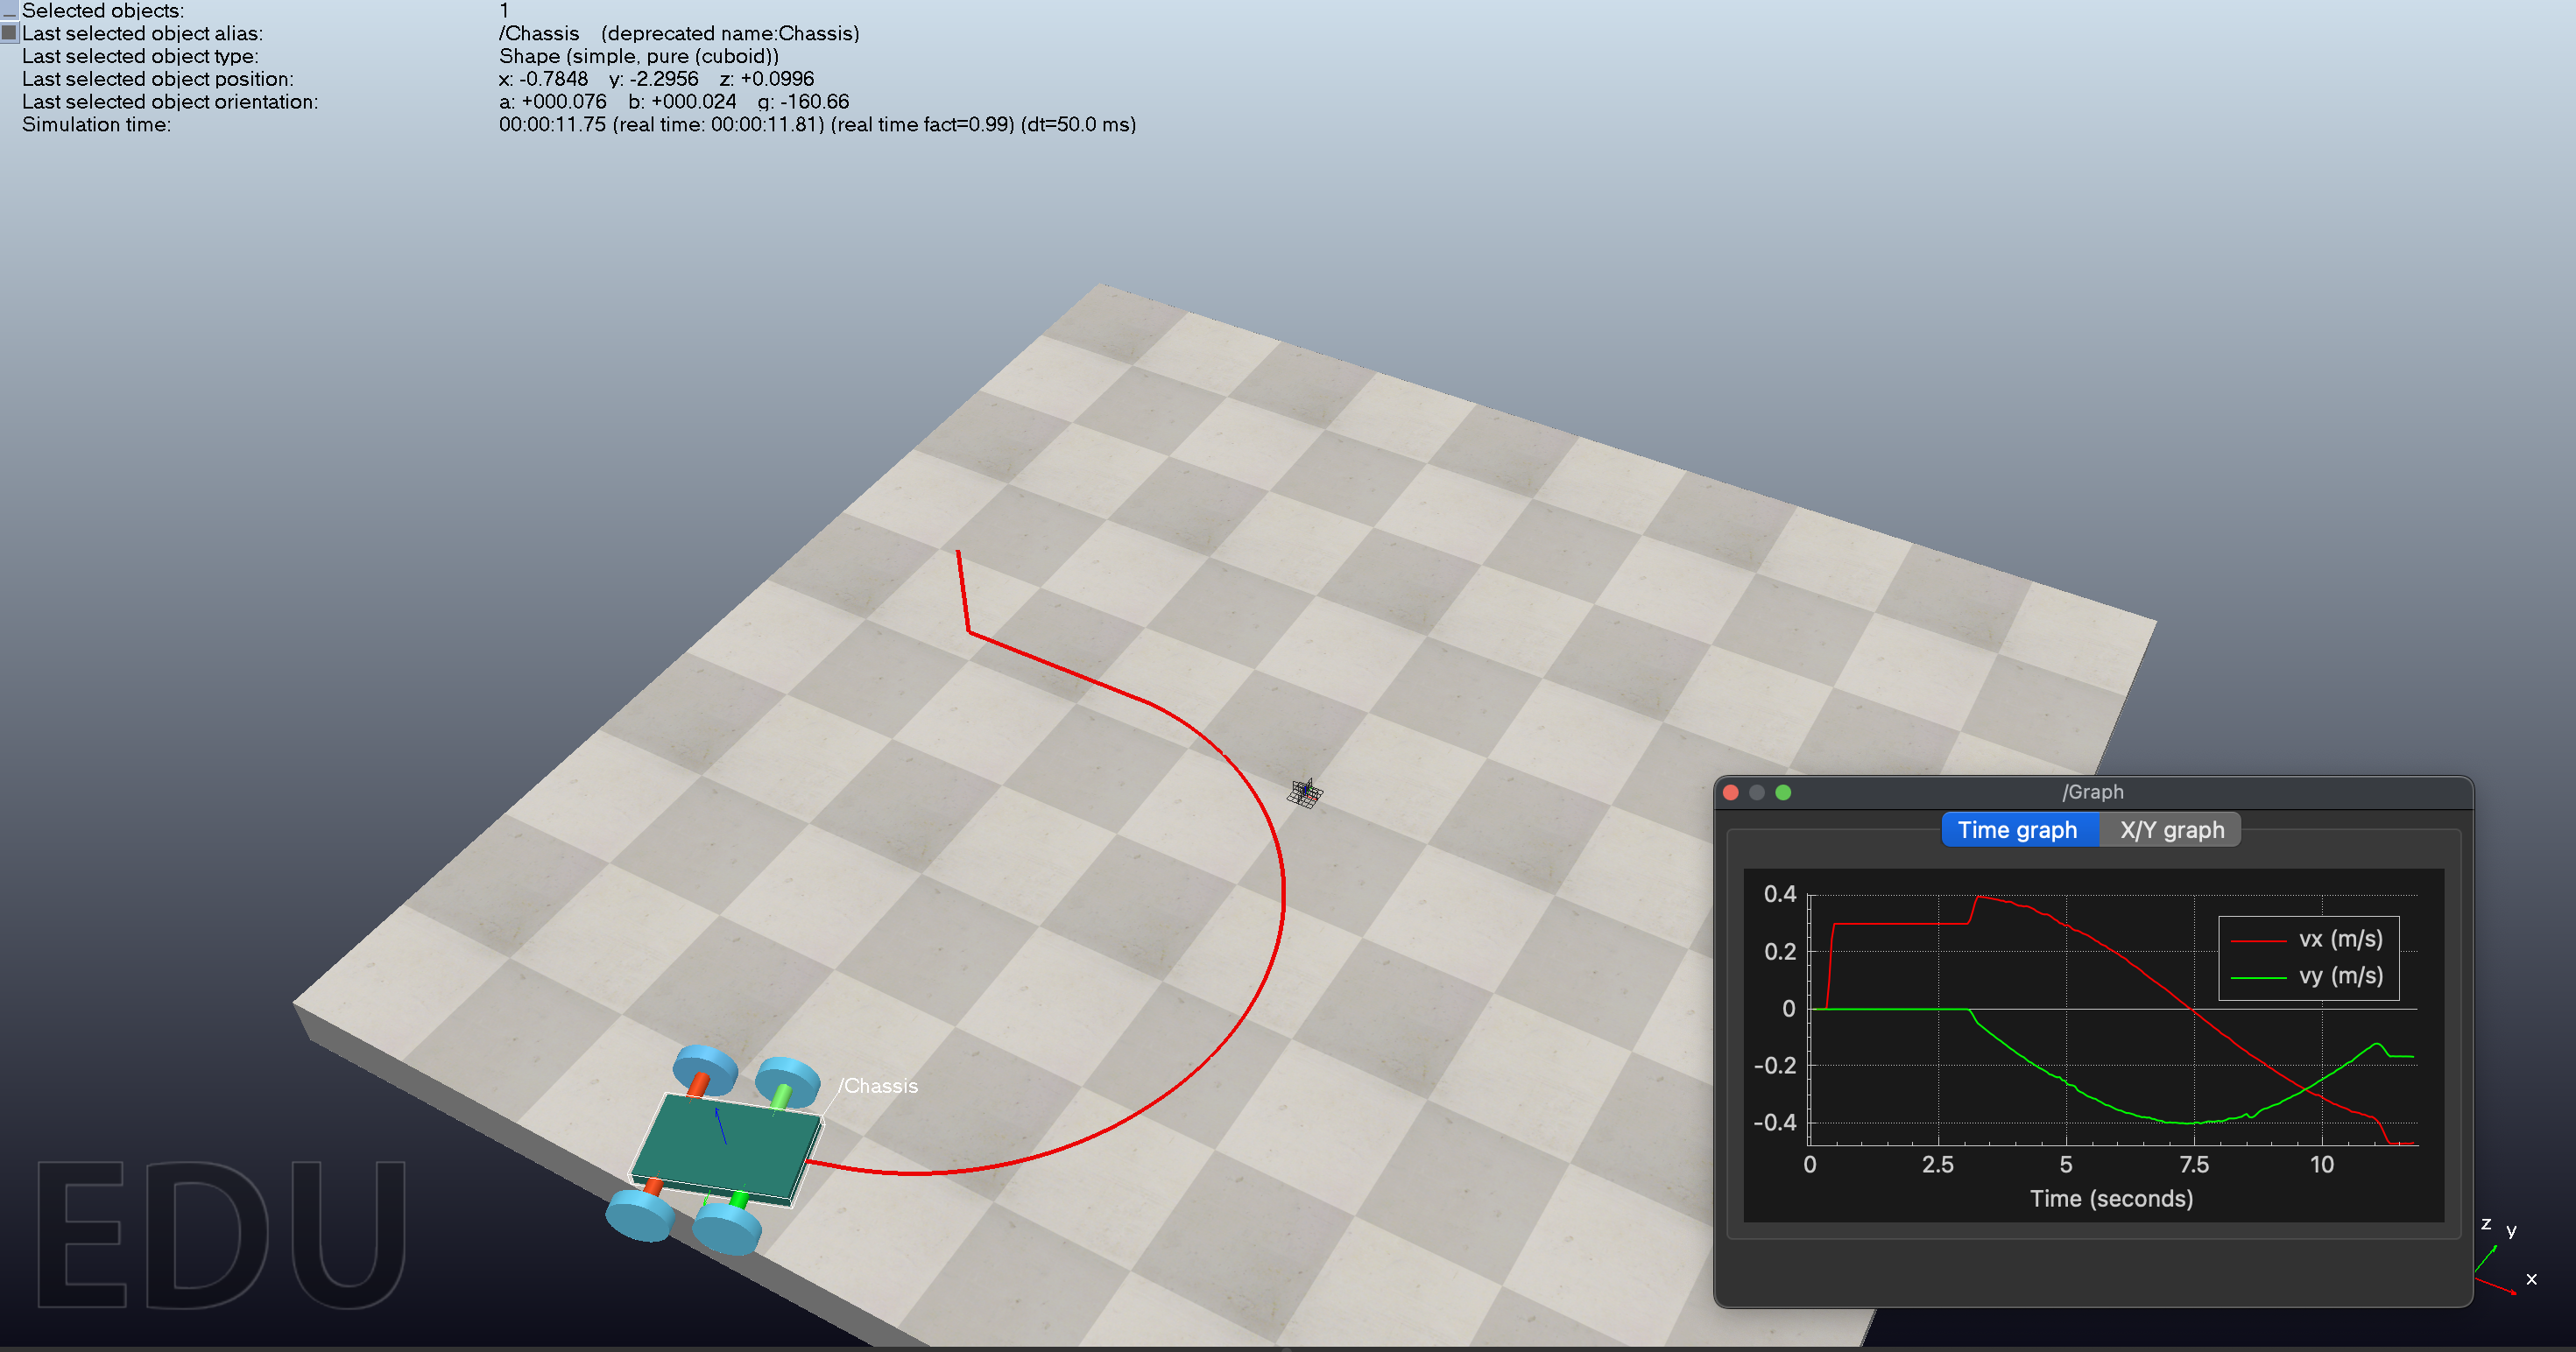 Selected objects: 1
Last selected object alias: /Chassis (deprecated name:Chassis)
Last selected object type: Shape (simple, pure (cuboid))
Last selected object position: x: -0.7848 y: -2.2956 z: +0.0996
Last selected object orientation: a: +000.076 b: +000.024 g: -160.66
Simulation time: 00:00:11.75 (real time: 00:00:11.81) (real time fact=0.99) (dt=50.0 ms)
/Chassis
EDU
/Graph
Time graph X/Y graph
0.4
0.2
0
-0.2
-0.4
vx (m/s)
vy (m/s)
0 2.5 5 7.5 10
Time (seconds)
z y
x